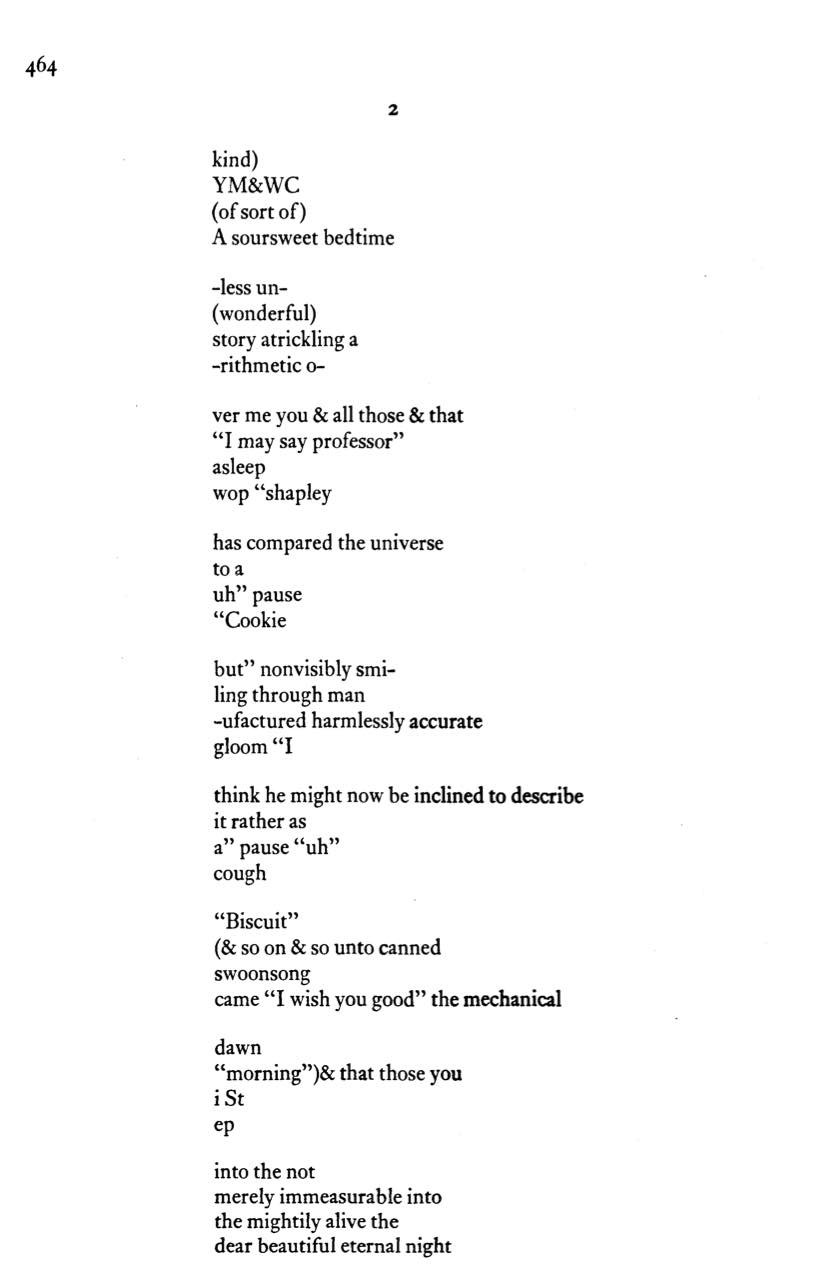 464
2
kind)
YM&WC
(of sort of)
A soursweet bedtime
-less un-
(wonderful)
story atrickling a
-rithmetic o-
ver me you & all those & that
“I may say professor”
asleep
wop “shapley
has compared the universe
to a
uh” pause
“Cookie
but” nonvisibly smi-
ling through man
-ufactured harmlessly accurate
gloom “I
think he might now be inclined to describe
it rather as
a” pause “uh”
cough
“Biscuit”
(& so on & so unto canned
swoonsong
came “I wish you good” the mechanical
dawn
“morning”)& that those you
i St
ep
into the not
merely immeasurable into
the mightily alive the
dear beautiful eternal night